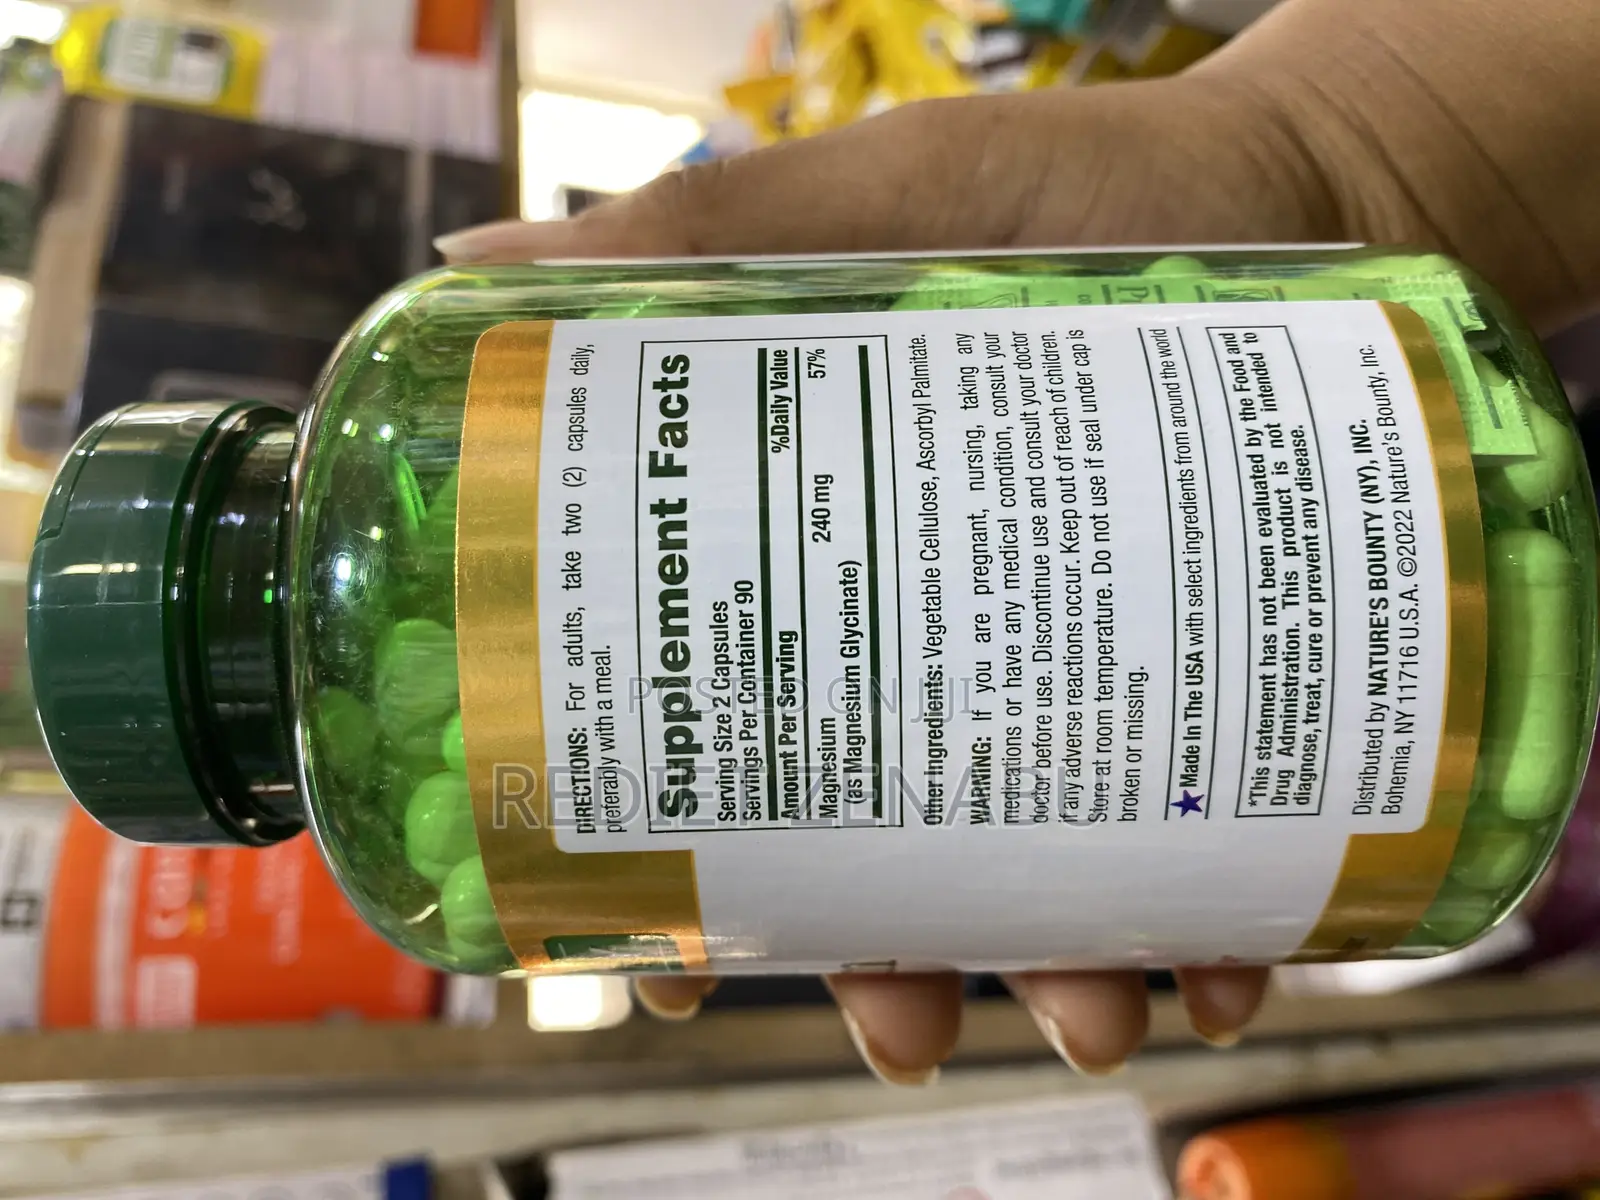 DIRECTIONS: For adults, take two (2) capsules daily,
preferably with a meal.
Supplement Facts
Serving Size 2 Capsules
Servings Per Container 90
Amount Per Serving %Daily Value
Magnesium 240 mg 57%
(as Magnesium Glycinate)
Other Ingredients: Vegetable Cellulose, Ascorbyl Palmitate.
WARNING: If you are pregnant, nursing, taking any
medications or have any medical condition, consult your
doctor before use. Discontinue use and consult your doctor
if any adverse reactions occur. Keep out of reach of children.
Store at room temperature. Do not use if seal under cap is
broken or missing.
Made In The USA with select ingredients from around the world
*This statement has not been evaluated by the Food and
Drug Administration. This product is not intended to
diagnose, treat, cure or prevent any disease.
Distributed by NATURE'S BOUNTY (NY), INC.
Bohemia, NY 11716 U.S.A. ©2022 Nature's Bounty, Inc.
POSTED ON JIJI
REDIET ZENABU